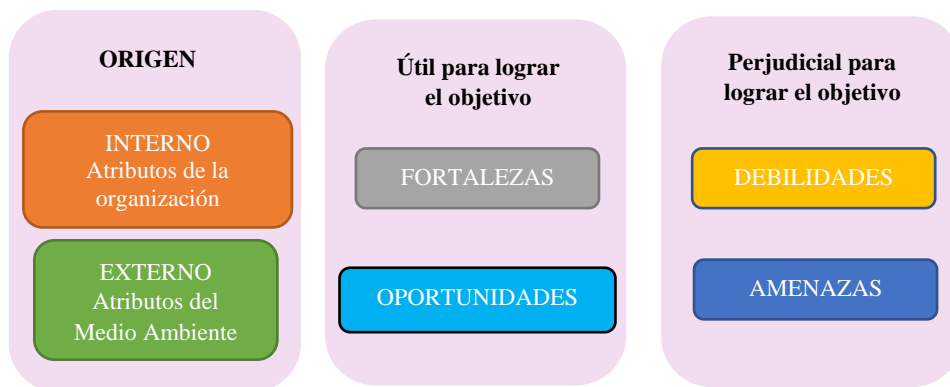 ORIGEN
INTERNO
Atributos de la
organización
EXTERNO
Atributos del
Medio Ambiente
Útil para lograr
el objetivo
FORTALEZAS
OPORTUNIDADES
Perjudicial para
lograr el objetivo
DEBILIDADES
AMENAZAS